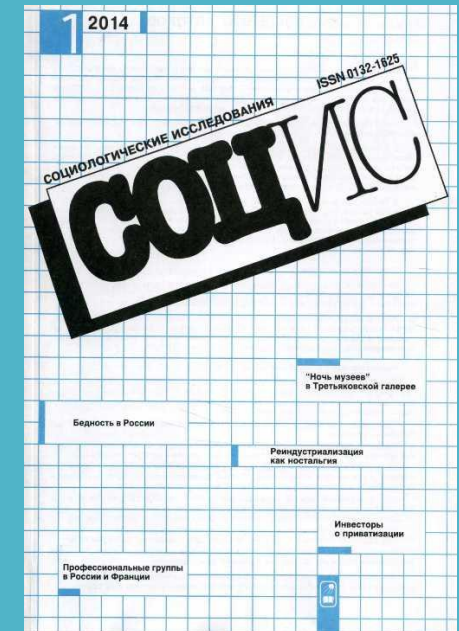 1 2014
ISSN 0132-1625
СОЦИОЛОГИЧЕСКИЕ ИССЛЕДОВАНИЯ
СОЦИС
"Ночь музеев"
в Третьяковской галерее
Бедность в России
Реиндустриализация
как ностальгия
Инвесторы
о приватизации
Профессиональные группы
в России и Франции